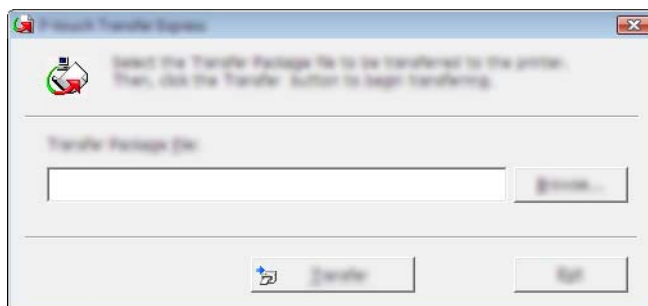 P-touch Transfer Express
Select the Transfer Package file to be transferred to the printer.
Then, click the Transfer button to begin transferring.
Transfer Package File:
Browse...
Transfer
Exit